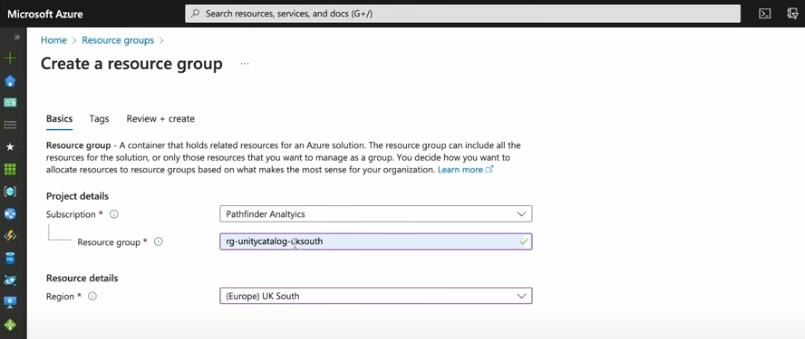 Microsoft Azure
Search resources, services, and docs (G+/)
Home > Resource groups >
Create a resource group ...
Basics Tags Review + create
Resource group - A container that holds related resources for an Azure solution. The resource group can include all the
resources for the solution, or only those resources that you want to manage as a group. You decide how you want to
allocate resources to resource groups based on what makes the most sense for your organization. Learn more
Project details
Subscription *
Pathfinder Analtyics
Resource group *
rg-unitycatalog-uksouth
Resource details
Region *
(Europe) UK South